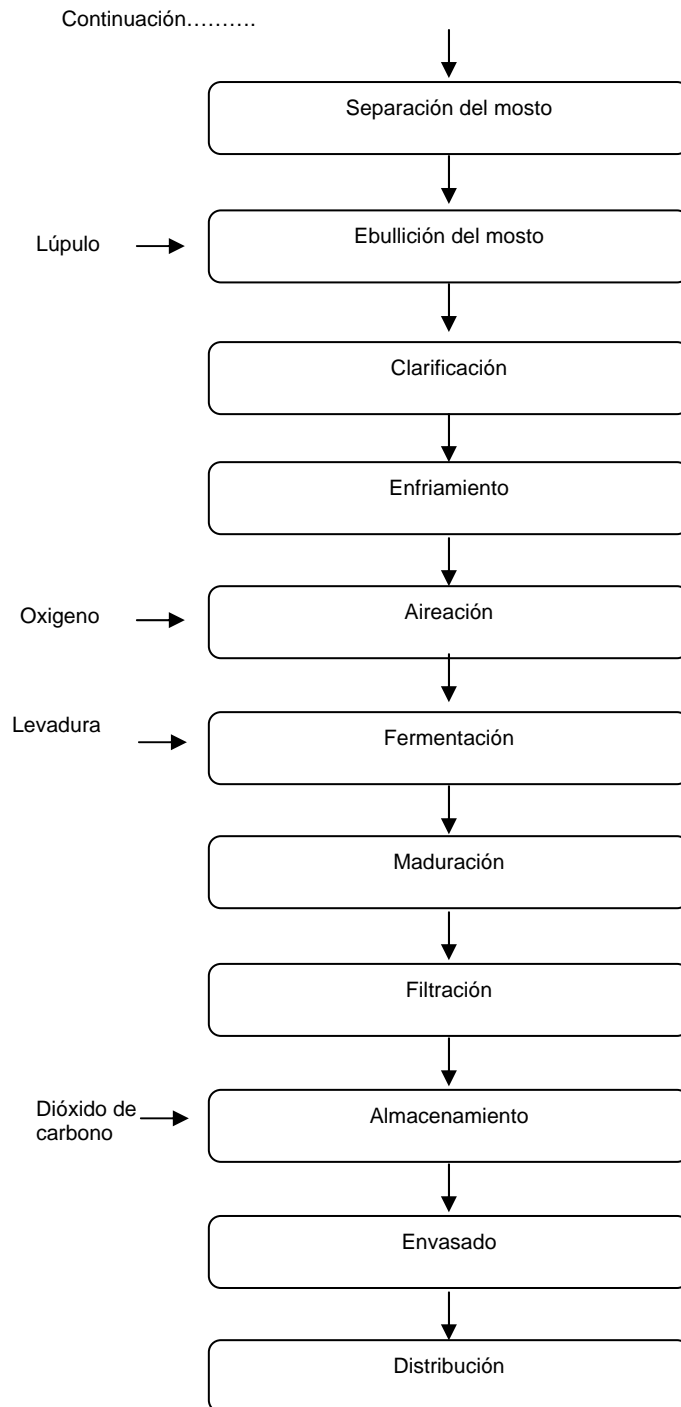 Continuación……….
Separación del mosto
Lúpulo
Ebullición del mosto
Clarificación
Enfriamiento
Oxigeno
Aireación
Levadura
Fermentación
Maduración
Filtración
Dióxido de
carbono
Almacenamiento
Envasado
Distribución